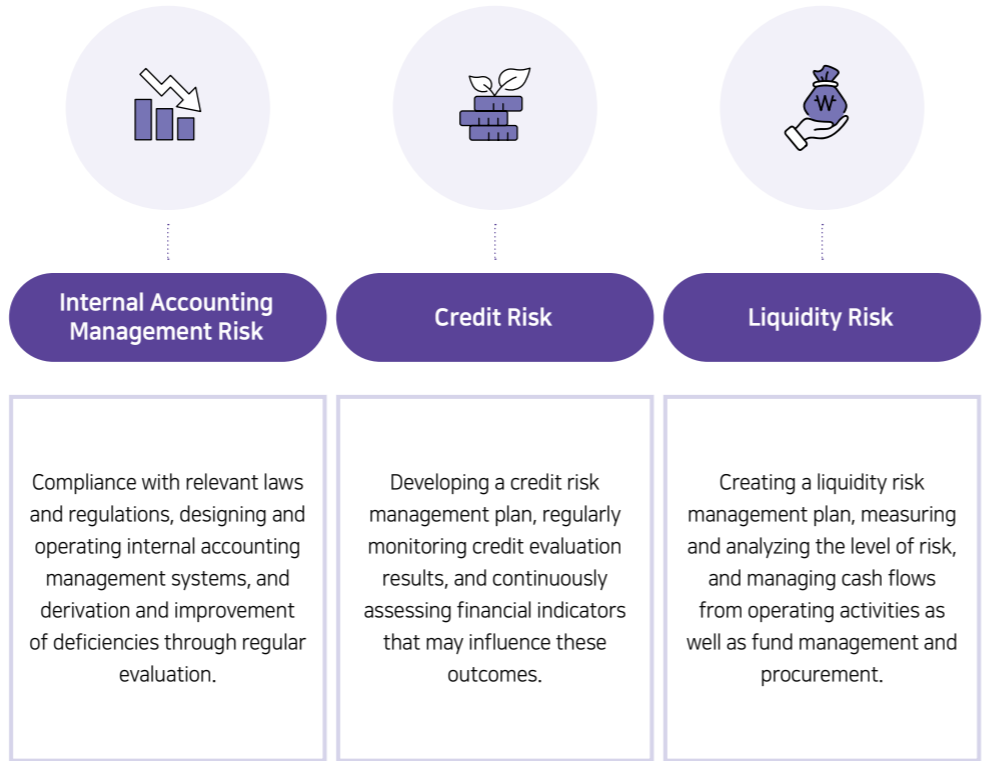 ₩
Internal Accounting
Management Risk
Credit Risk
Liquidity Risk
Compliance with relevant laws
and regulations, designing and
operating internal accounting
management systems, and
derivation and improvement
of deficiencies through regular
evaluation.
Developing a credit risk
management plan, regularly
monitoring credit evaluation
results, and continuously
assessing financial indicators
that may influence these
outcomes.
Creating a liquidity risk
management plan, measuring
and analyzing the level of risk,
and managing cash flows
from operating activities as
well as fund management and
procurement.